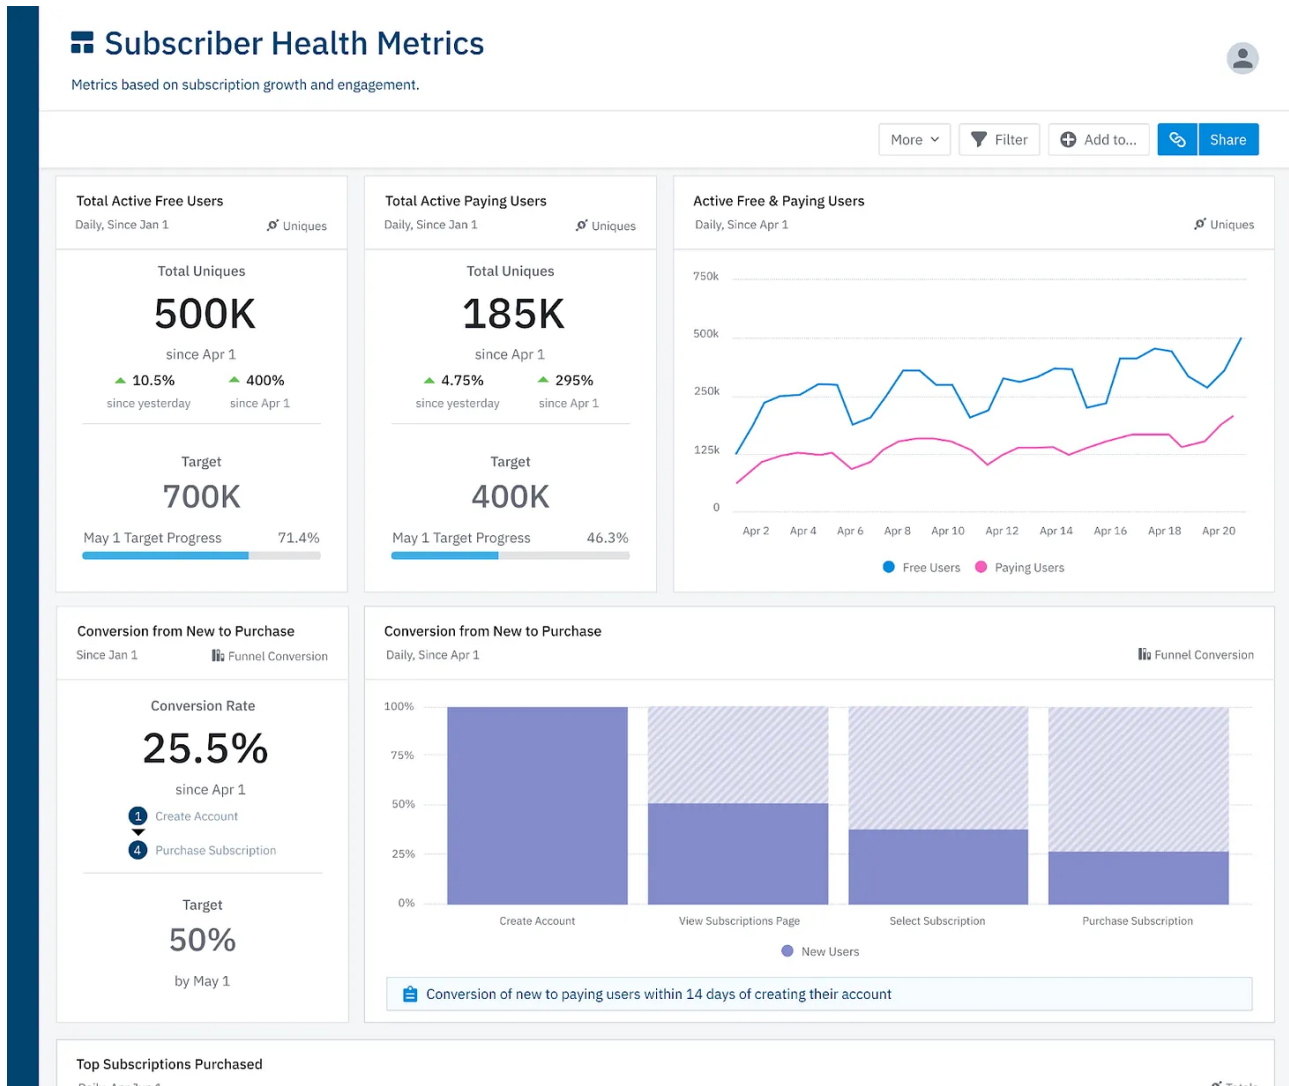 Subscriber Health Metrics
Metrics based on subscription growth and engagement.
More
Filter
Add to...
Share
Total Active Free Users
Daily, Since Jan 1
Uniques
Total Uniques
500K
since Apr 1
10.5%
400%
since yesterday
since Apr 1
Target
700K
May 1 Target Progress
71.4%
Total Active Paying Users
Daily, Since Jan 1
Uniques
Total Uniques
185K
since Apr 1
4.75%
295%
since yesterday
since Apr 1
Target
400K
May 1 Target Progress
46.3%
Active Free & Paying Users
Daily, Since Apr 1
Uniques
750k
500k
250k
125k
0
Apr 2
Apr 4
Apr 6
Apr 8
Apr 10
Apr 12
Apr 14
Apr 16
Apr 18
Apr 20
Free Users
Paying Users
Conversion from New to Purchase
Since Jan 1
Funnel Conversion
Conversion Rate
25.5%
since Apr 1
1
Create Account
4
Purchase Subscription
Target
50%
by May 1
Conversion from New to Purchase
Daily, Since Apr 1
Funnel Conversion
100%
75%
50%
25%
0%
Create Account
View Subscriptions Page
Select Subscription
Purchase Subscription
New Users
Conversion of new to paying users within 14 days of creating their account
Top Subscriptions Purchased